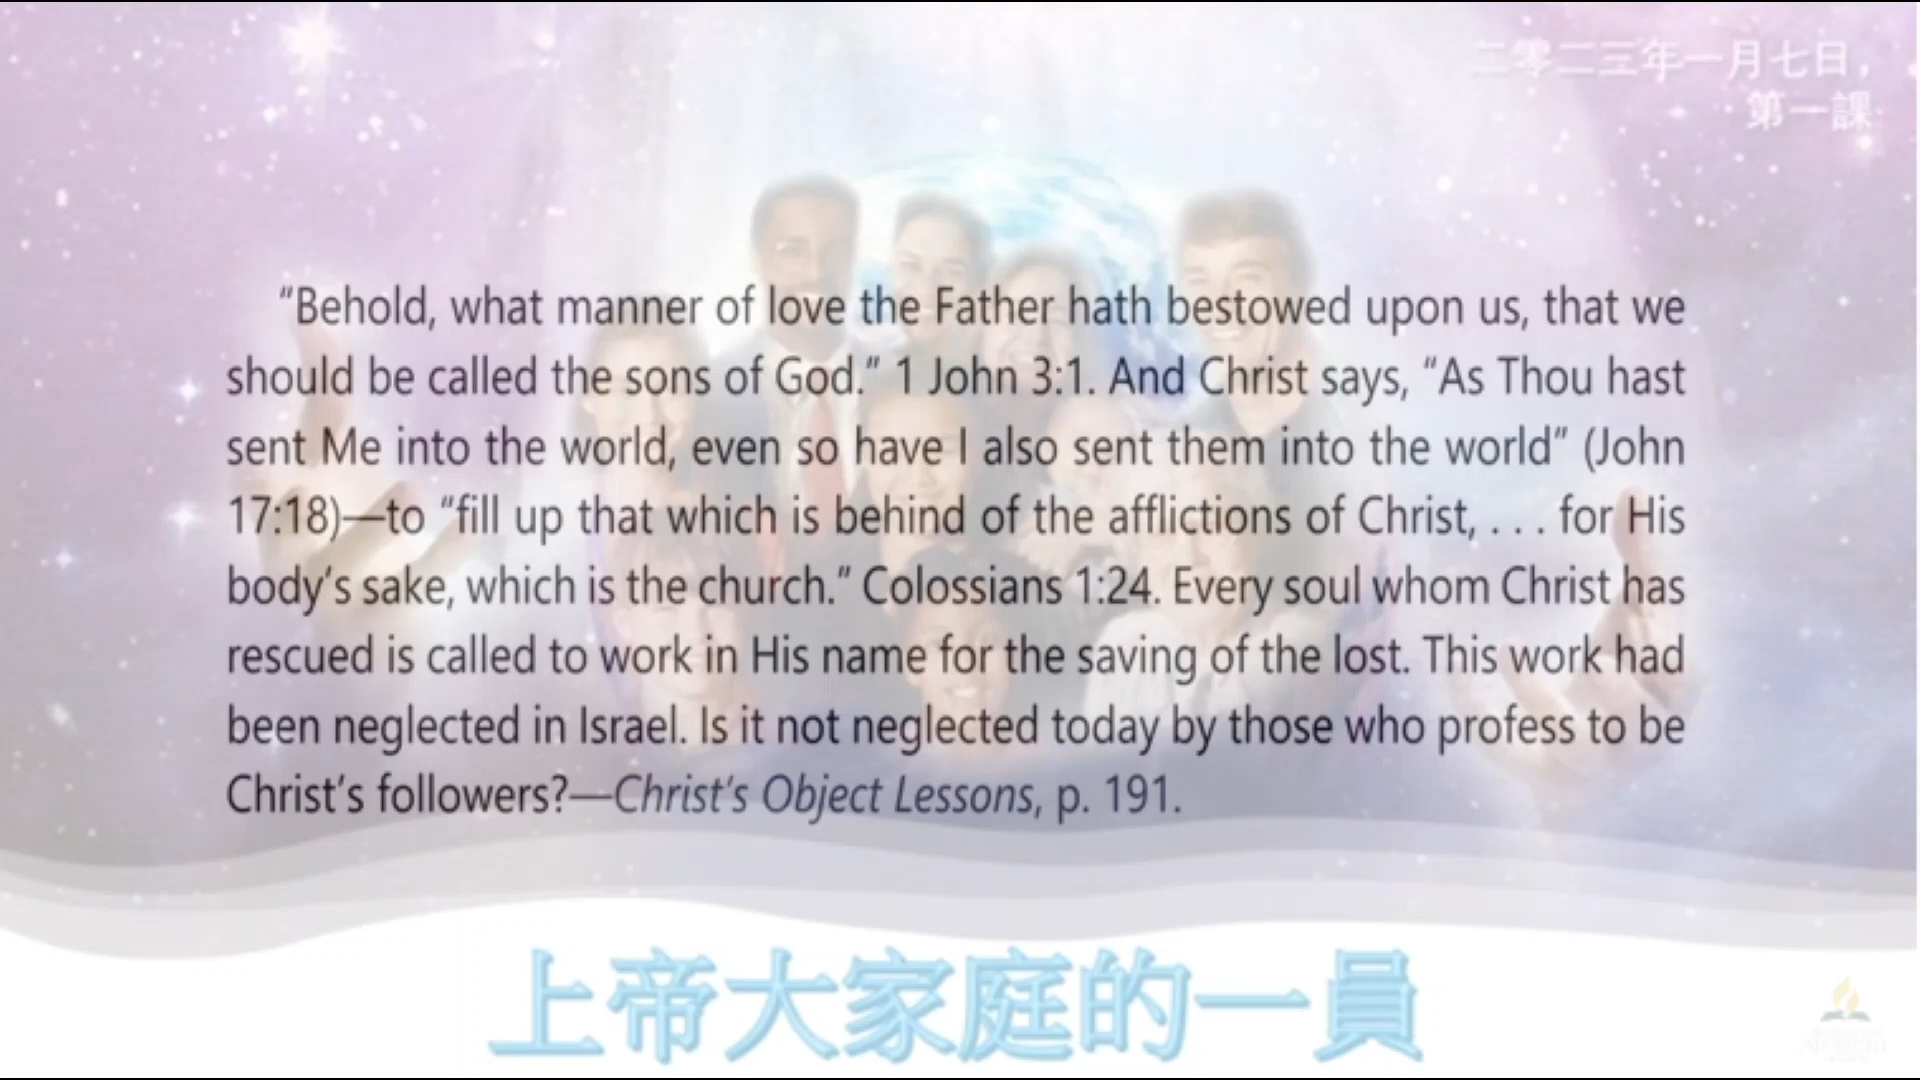 二零二三年一月七日，
第一課
“Behold, what manner of love the Father hath bestowed upon us, that we
should be called the sons of God.” 1 John 3:1. And Christ says, “As Thou hast
sent Me into the world, even so have I also sent them into the world” (John
17:18)—to “fill up that which is behind of the afflictions of Christ, . . . for His
body’s sake, which is the church.” Colossians 1:24. Every soul whom Christ has
rescued is called to work in His name for the saving of the lost. This work had
been neglected in Israel. Is it not neglected today by those who profess to be
Christ’s followers?—Christ’s Object Lessons, p. 191.
上帝大家庭的一員